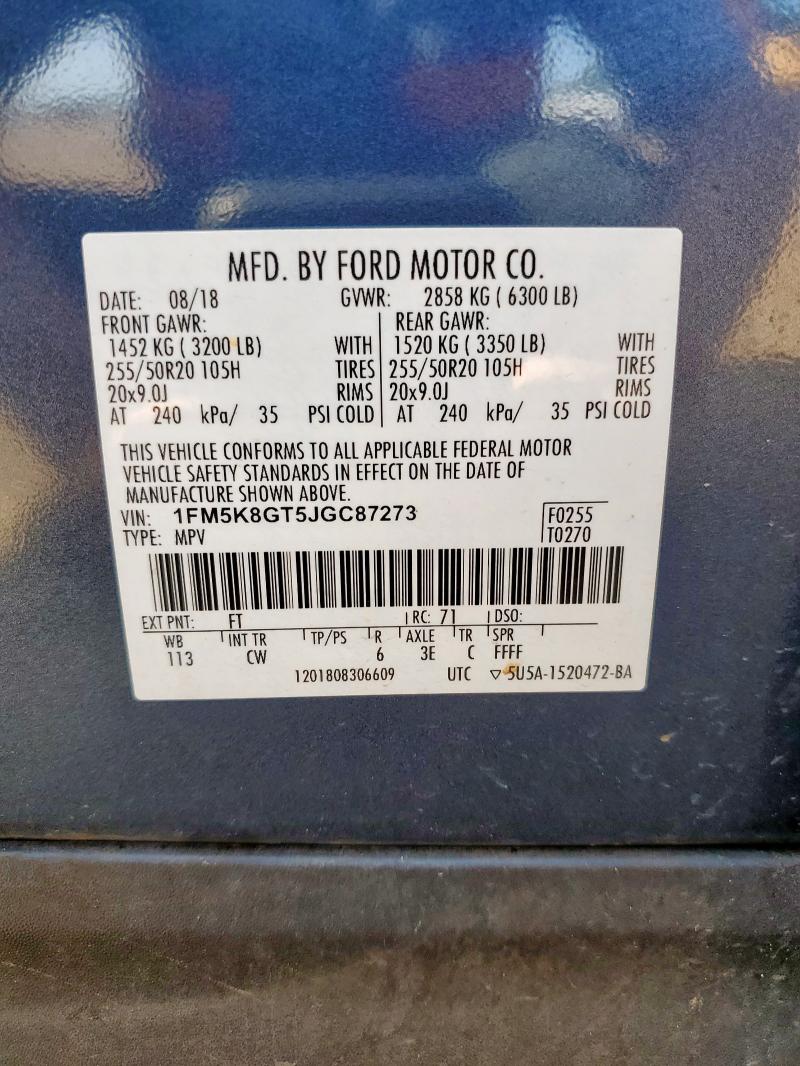 MFD. BY FORD MOTOR CO.
DATE: 08/18 GVWR: 2858 KG ( 6300 LB)
FRONT GAWR: REAR GAWR:
1452 KG ( 3200 LB) WITH 1520 KG ( 3350 LB) WITH
255/50R20 105H TIRES 255/50R20 105H TIRES
20x9.0J RIMS 20x9.0J RIMS
AT 240 kPa/ 35 PSI COLD AT 240 kPa/ 35 PSI COLD
THIS VEHICLE CONFORMS TO ALL APPLICABLE FEDERAL MOTOR
VEHICLE SAFETY STANDARDS IN EFFECT ON THE DATE OF
MANUFACTURE SHOWN ABOVE.
VIN: 1FM5K8GT5JGC87273 F0255
TYPE: MPV T0270
EXT PNT: FT RC: 71 DSO:
WB INT TR TP/PS R AXLE TR SPR
113 CW 6 3E C FFFF
1201808306609 UTC ▽ 5U5A-1520472-BA